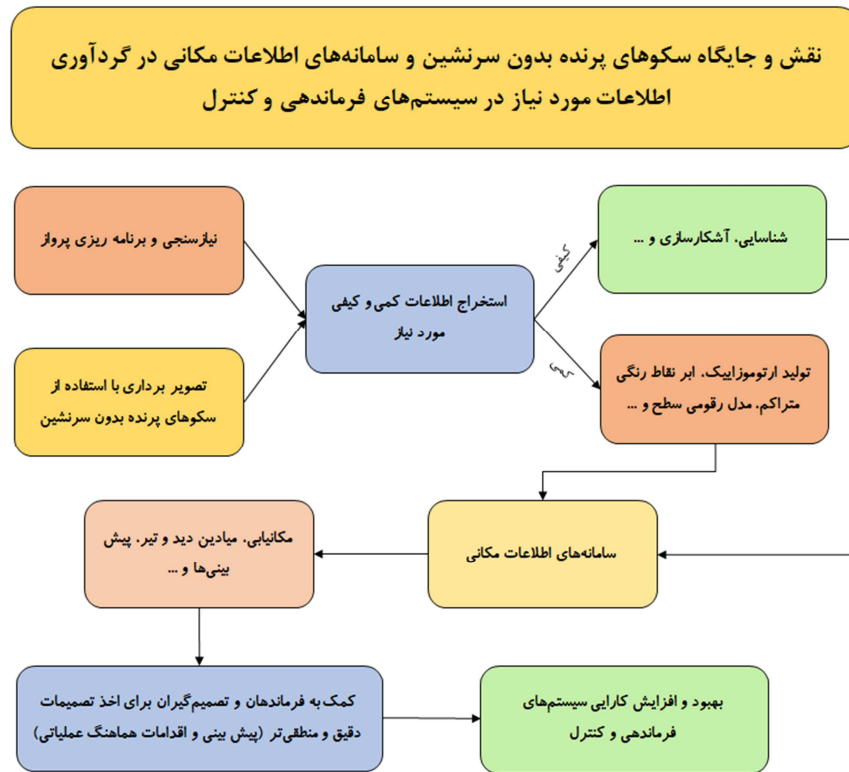 نقش و جایگاه سکوهای پرنده بدون سرنشین و سامانه‌های اطلاعات مکانی در گردآوری
اطلاعات مورد نیاز در سیستم‌های فرماندهی و کنترل
نیازسنجی و برنامه ریزی پرواز
شناسایی، آشکارسازی و ...
کیفی
استخراج اطلاعات کمی و کیفی
مورد نیاز
کمی
تصویر برداری با استفاده از
سکوهای پرنده بدون سرنشین
تولید ارتوموزاییک، ابر نقاط رنگی
متراکم، مدل رقومی سطح و ...
سامانه‌های اطلاعات مکانی
مکانیابی، میادین دید و تیر، پیش
بینی‌ها و ...
کمک به فرماندهان و تصمیم‌گیران برای اخذ تصمیمات
دقیق و منطقی‌تر (پیش بینی و اقدامات هماهنگ عملیاتی)
بهبود و افزایش کارایی سیستم‌های
فرماندهی و کنترل